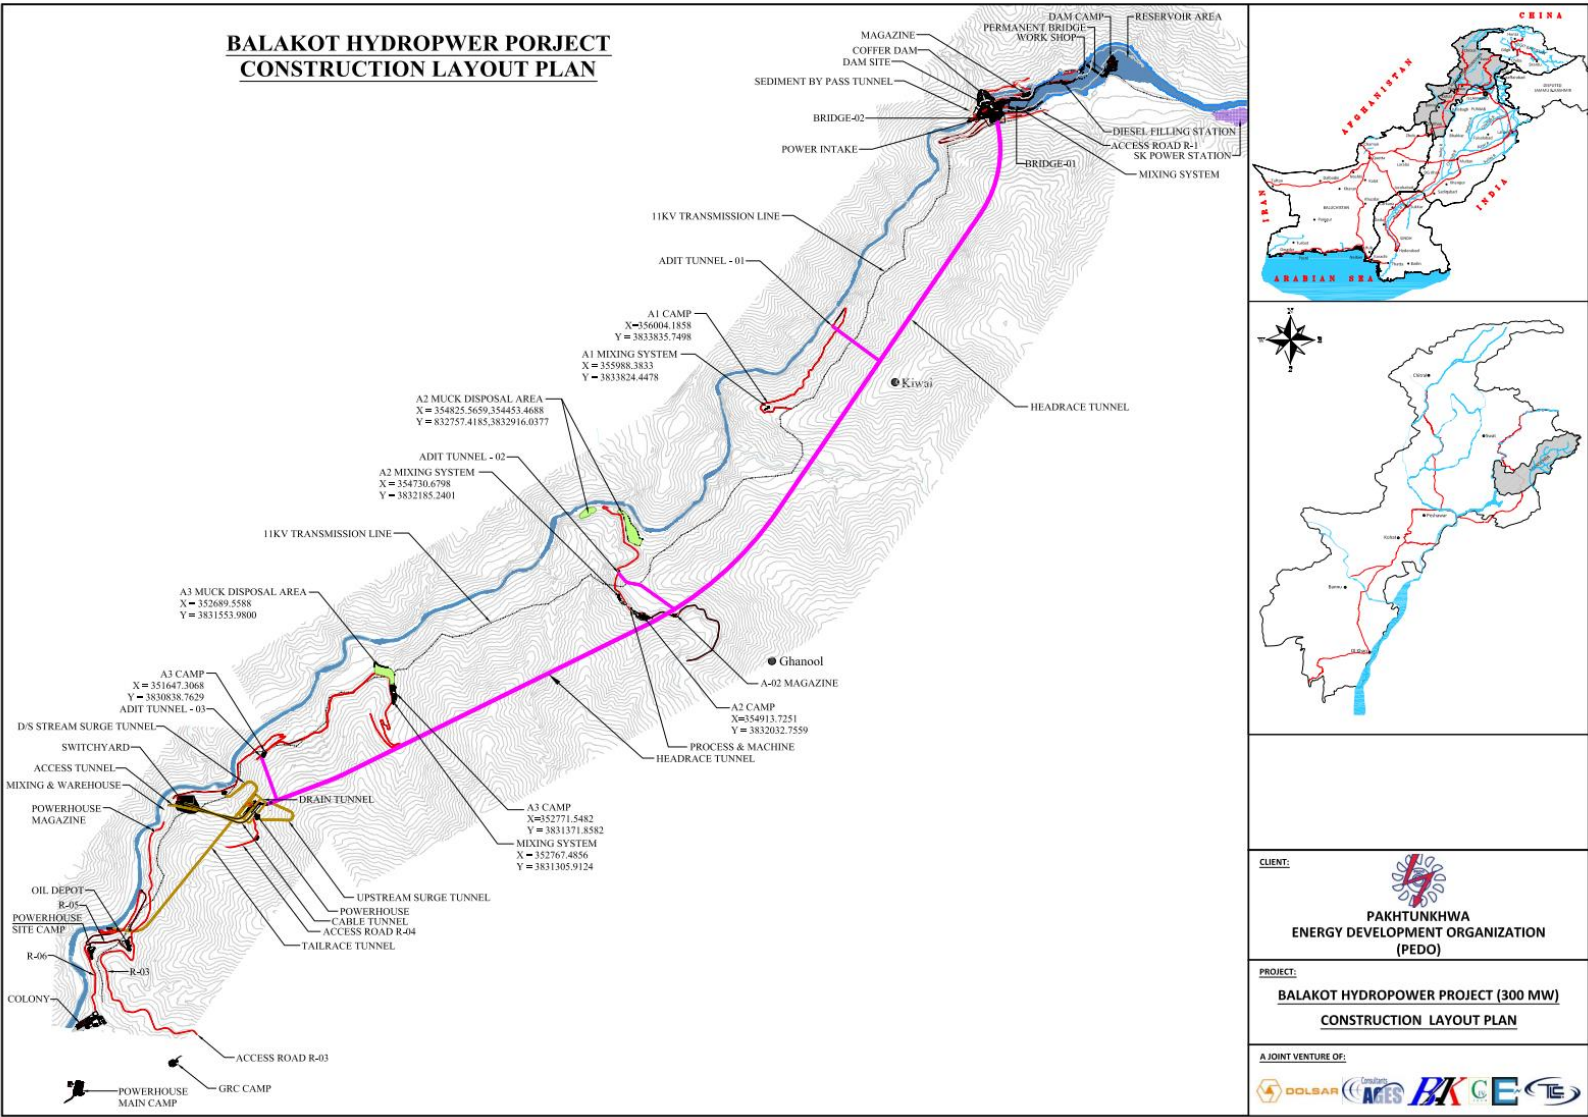 BALAKOT HYDROPWER PORJECT
CONSTRUCTION LAYOUT PLAN
DAM CAMP
RESERVOIR AREA
PERMANENT BRIDGE
WORK SHOP
MAGAZINE
COFFER DAM
DAM SITE
SEDIMENT BY PASS TUNNEL
BRIDGE-02
POWER INTAKE
DIESEL FILLING STATION
ACCESS ROAD R-1
SK POWER STATION
BRIDGE-01
MIXING SYSTEM
11KV TRANSMISSION LINE
ADIT TUNNEL - 01
A1 CAMP
X=356004.1858
Y = 3833835.7498
A1 MIXING SYSTEM
X = 355988.3833
Y = 3833824.4478
Kiwai
HEADRACE TUNNEL
A2 MUCK DISPOSAL AREA
X = 354825.5659,354453.4688
Y = 832757.4185,3832916.0377
ADIT TUNNEL - 02
A2 MIXING SYSTEM
X = 354730.6798
Y = 3832185.2401
11KV TRANSMISSION LINE
A3 MUCK DISPOSAL AREA
X = 352689.5588
Y = 3831553.9800
Ghanool
A-02 MAGAZINE
A2 CAMP
X=354913.7251
Y = 3832032.7559
PROCESS & MACHINE
HEADRACE TUNNEL
A3 CAMP
X = 351647.3068
Y = 3830838.7629
ADIT TUNNEL - 03
D/S STREAM SURGE TUNNEL
SWITCHYARD
ACCESS TUNNEL
MIXING & WAREHOUSE
POWERHOUSE
MAGAZINE
DRAIN TUNNEL
A3 CAMP
X=352771.5482
Y = 3831371.8582
MIXING SYSTEM
X = 352767.4856
Y = 3831305.9124
OIL DEPOT
R-05
POWERHOUSE
SITE CAMP
R-06
R-03
COLONY
UPSTREAM SURGE TUNNEL
POWERHOUSE
CABLE TUNNEL
ACCESS ROAD R-04
TAILRACE TUNNEL
ACCESS ROAD R-03
GRC CAMP
POWERHOUSE
MAIN CAMP
CHINA
AFGHANISTAN
IRAN
INDIA
ARABIAN SEA
BALUCHISTAN
N
Chitral
Swat
Peshawar
Kohat
Bannu
CLIENT:
PAKHTUNKHWA
ENERGY DEVELOPMENT ORGANIZATION
(PEDO)
PROJECT:
BALAKOT HYDROPOWER PROJECT (300 MW)
CONSTRUCTION LAYOUT PLAN
A JOINT VENTURE OF:
DOLSAR
Consultants
AGES
BAK